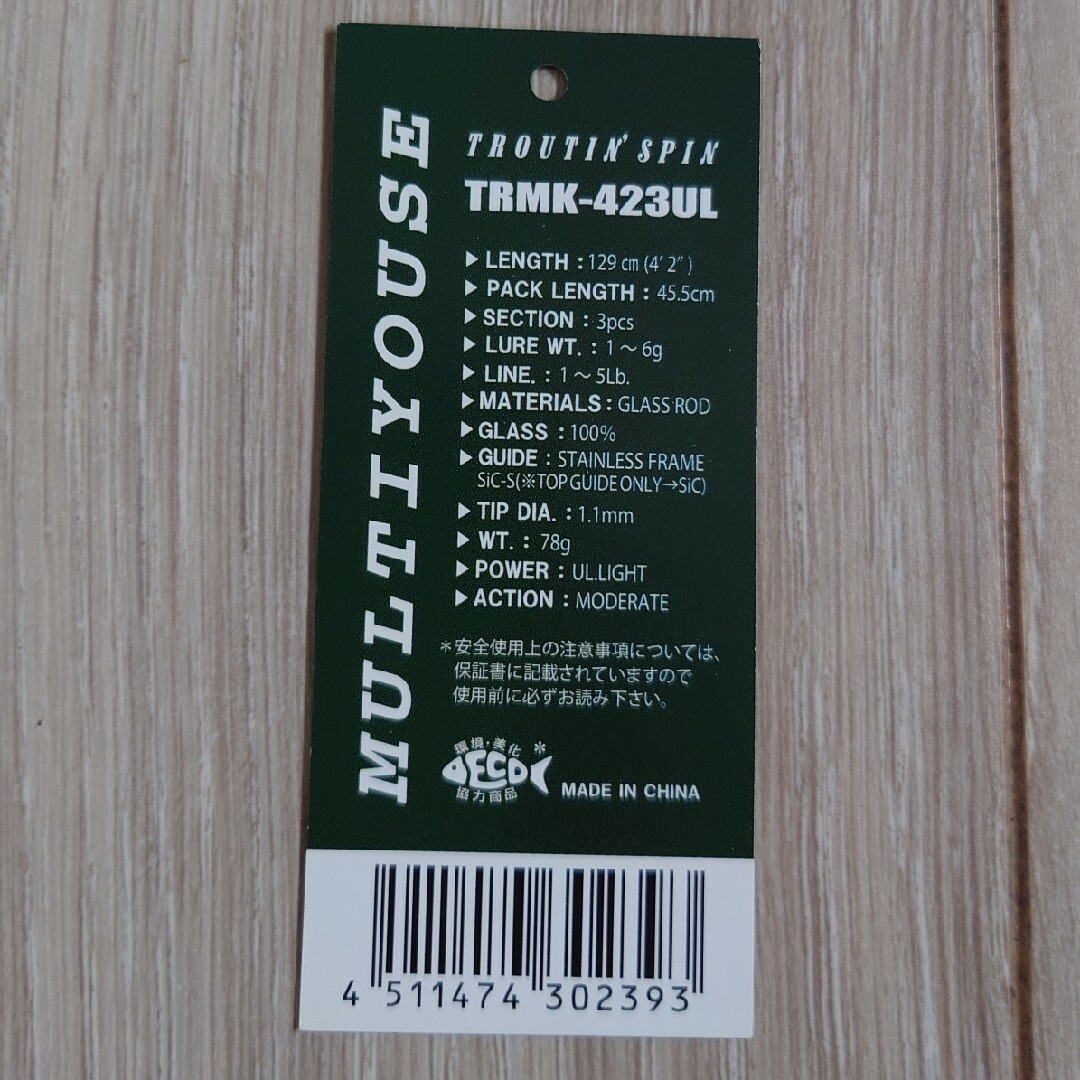 MULTIYOUSE
TROUTIN' SPIN
TRMK-423UL
▶ LENGTH : 129 cm (4' 2")
▶ PACK LENGTH : 45.5cm
▶ SECTION : 3pcs
▶ LURE WT. : 1～6g
▶ LINE. : 1～5Lb.
▶ MATERIALS : GLASS ROD
▶ GLASS : 100%
▶ GUIDE : STAINLESS FRAME
SiC-S(※TOP GUIDE ONLY→SiC)
▶ TIP DIA. : 1.1mm
▶ WT. : 78g
▶ POWER : UL.LIGHT
▶ ACTION : MODERATE
＊安全使用上の注意事項については、
保証書に記載されていますので
使用前に必ずお読み下さい。
環境・美化
DECO
協力商品
MADE IN CHINA
4 511474 302393